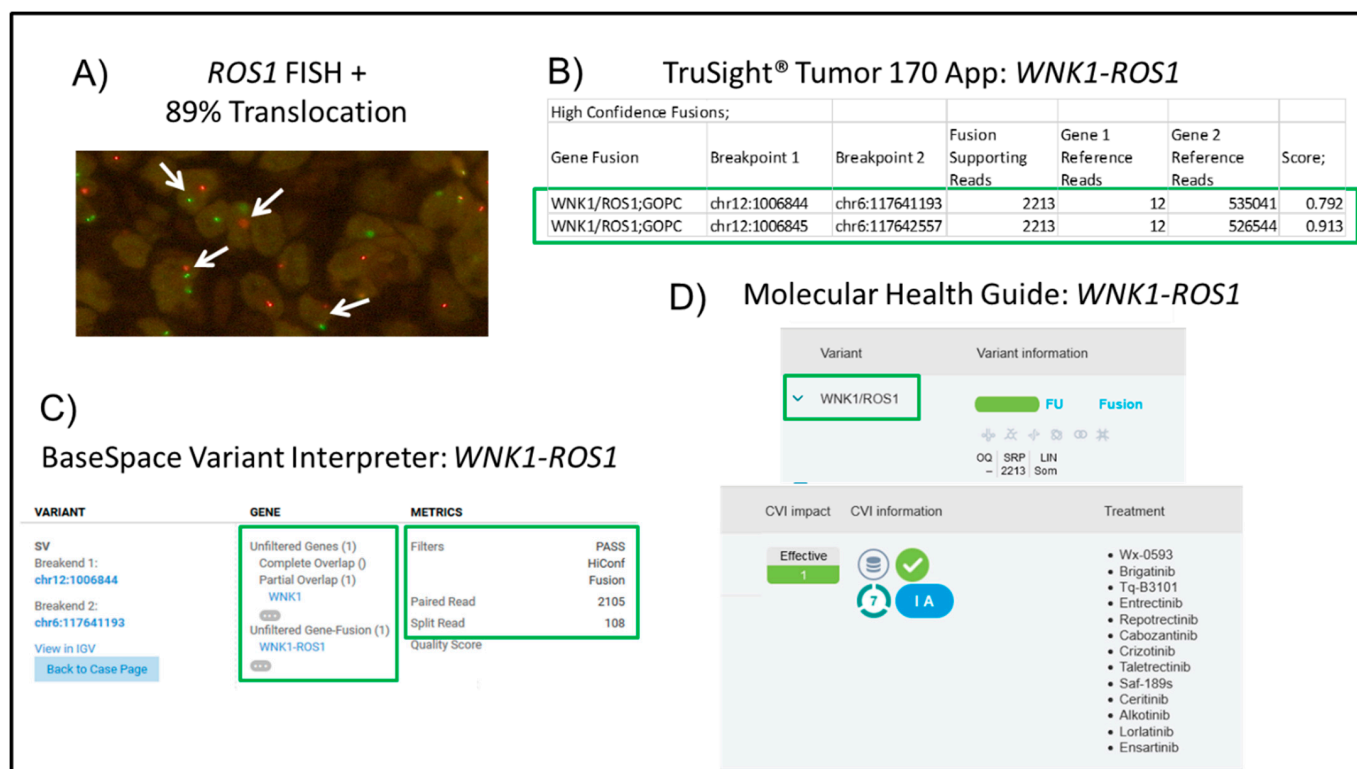 A)
ROS1 FISH +
89% Translocation
B)
TruSight® Tumor 170 App: WNK1-ROS1
High Confidence Fusions;
Gene Fusion Breakpoint 1 Breakpoint 2 Fusion Supporting Reads Gene 1 Reference Reads Gene 2 Reference Reads Score;
WNK1/ROS1;GOPC chr12:1006844 chr6:117641193 2213 12 535041 0.792
WNK1/ROS1;GOPC chr12:1006845 chr6:117642557 2213 12 526544 0.913
C)
BaseSpace Variant Interpreter: WNK1-ROS1
VARIANT GENE METRICS
SV
Breakend 1:
chr12:1006844
Breakend 2:
chr6:117641193
View in IGV
Back to Case Page
Unfiltered Genes (1)
Complete Overlap ()
Partial Overlap (1)
WNK1
Unfiltered Gene-Fusion (1)
WNK1-ROS1
Filters PASS
HiConf
Fusion
Paired Read 2105
Split Read 108
Quality Score
D)
Molecular Health Guide: WNK1-ROS1
Variant Variant information
WNK1/ROS1 FU Fusion
OQ SRP LIN
– 2213 Som
CVI impact CVI information Treatment
Effective
1
7 I A
• Wx-0593
• Brigatinib
• Tq-B3101
• Entrectinib
• Repotrectinib
• Cabozantinib
• Crizotinib
• Taletrectinib
• Saf-189s
• Ceritinib
• Alkotinib
• Lorlatinib
• Ensartinib